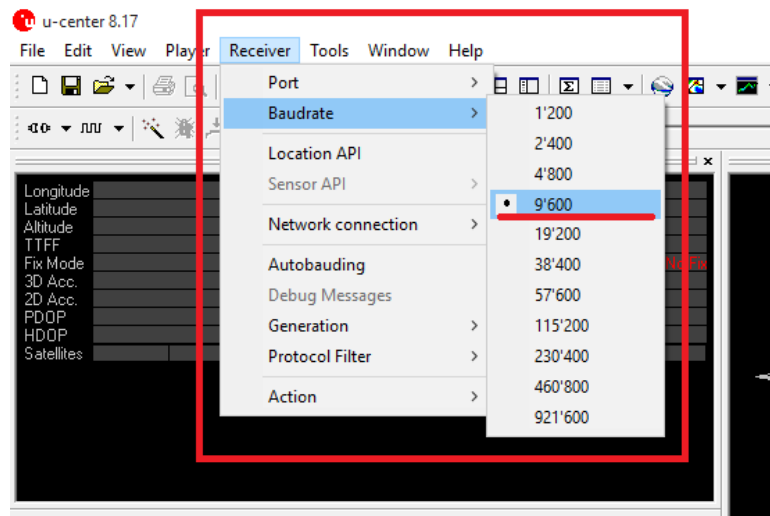 u-center 8.17
File Edit View Player Receiver Tools Window Help
Port
Baudrate
Location API
Sensor API
Network connection
Autobauding
Debug Messages
Generation
Protocol Filter
Action
1'200
2'400
4'800
9'600
19'200
38'400
57'600
115'200
230'400
460'800
921'600
Longitude
Latitude
Altitude
TTFF
Fix Mode
No Fix
3D Acc.
2D Acc.
PDOP
HDOP
Satellites